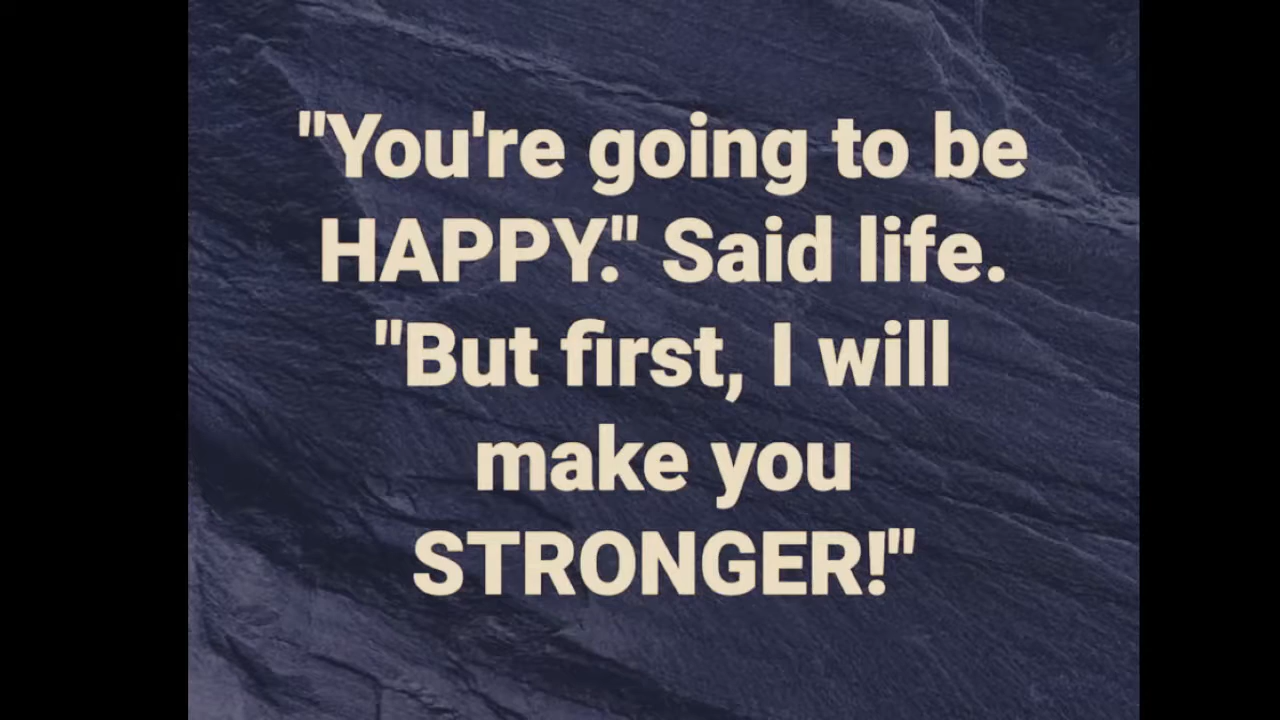 "You're going to be
HAPPY." Said life.
"But first, I will
make you
STRONGER!"